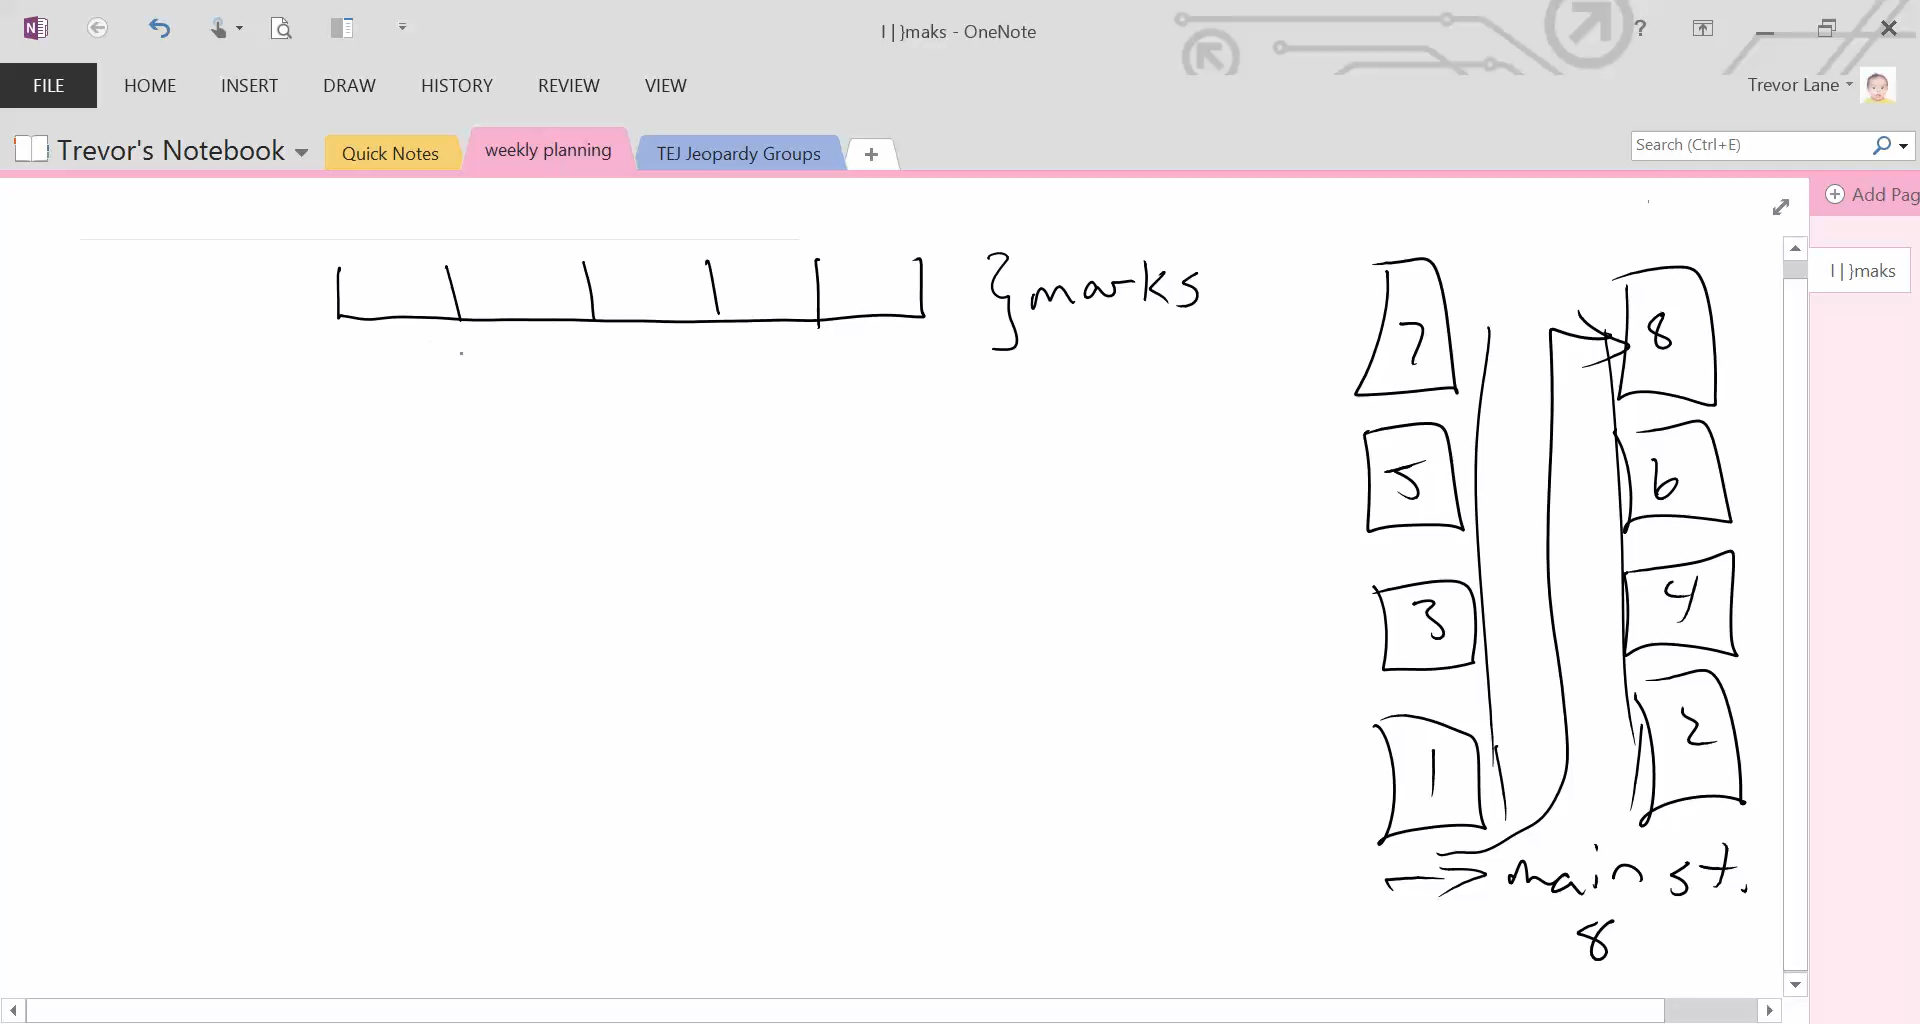 l | }maks - OneNote
?
FILE HOME INSERT DRAW HISTORY REVIEW VIEW
Trevor Lane
Trevor's Notebook
Quick Notes
weekly planning
TEJ Jeopardy Groups
+
Search (Ctrl+E)
Add Pag
l | }maks
} marks
7 8
5 6
3 4
1 2
main st.
8